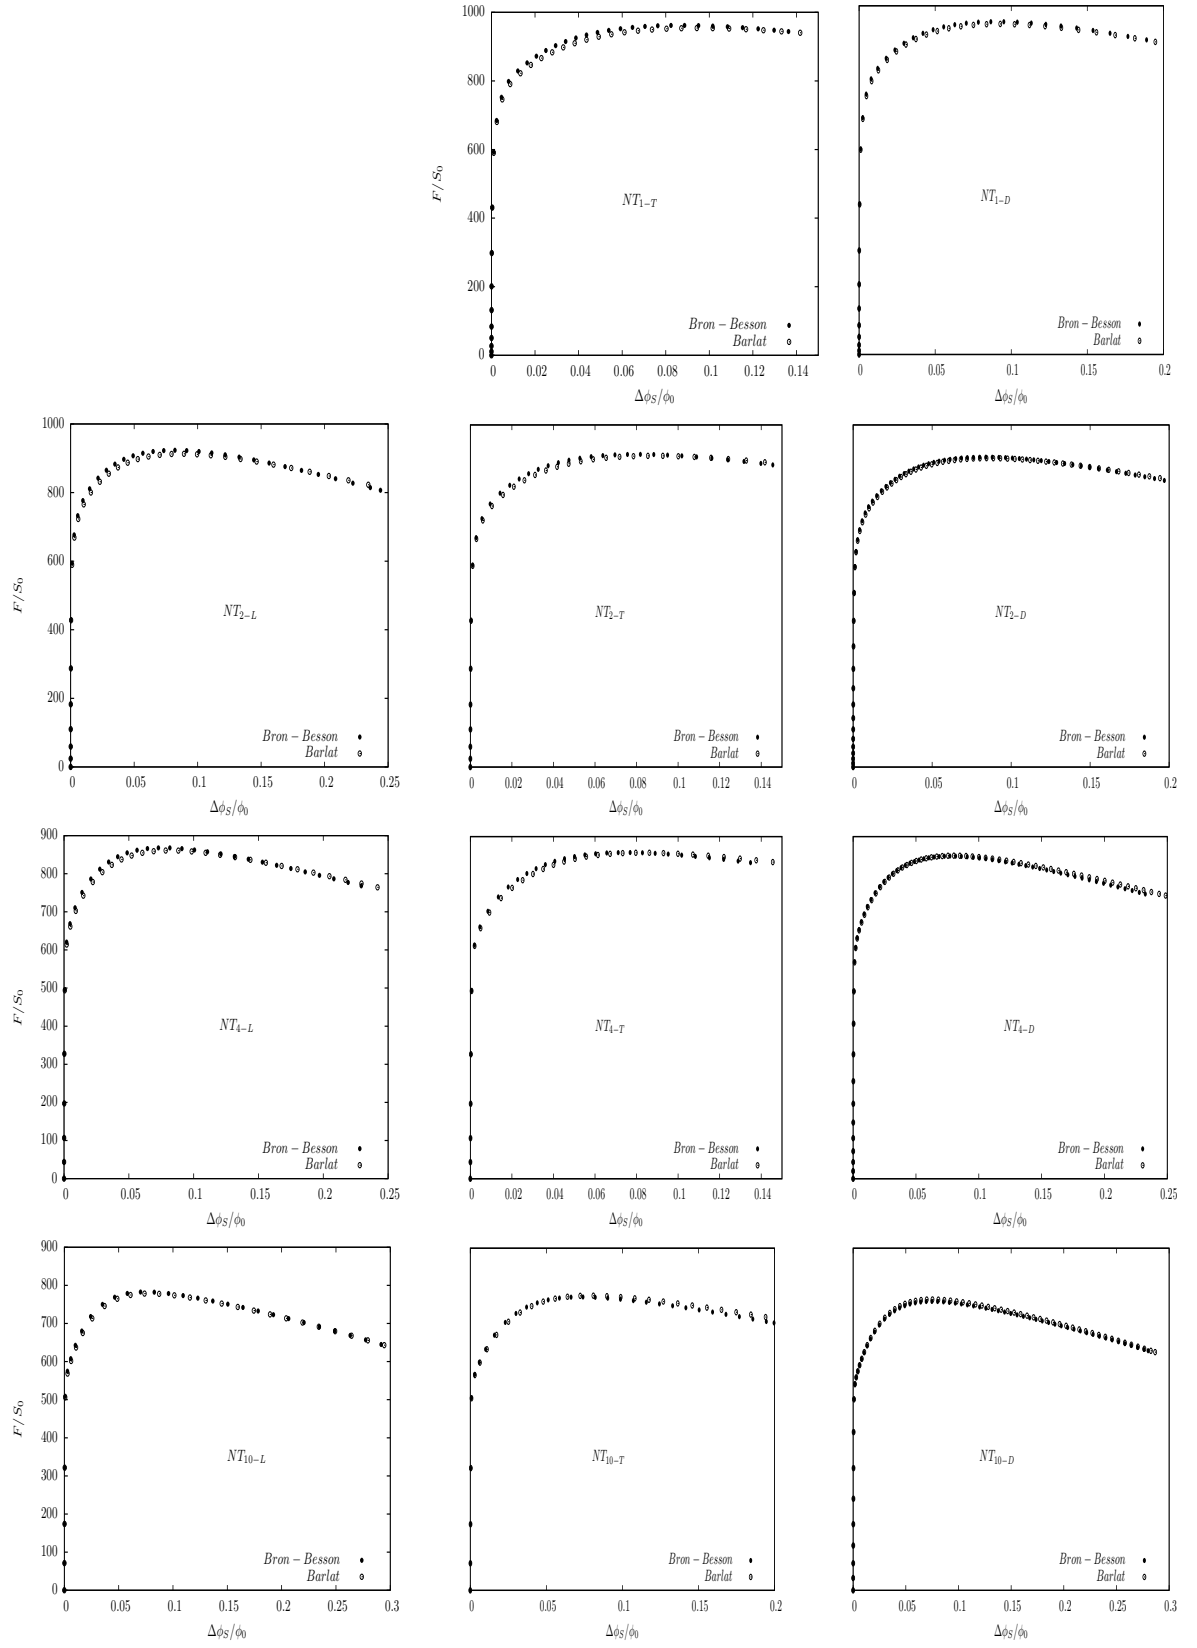 1000
800
600
400
200
0
F/S₀
NT₁₋T
Bron − Besson
Barlat
0 0.02 0.04 0.06 0.08 0.1 0.12 0.14
Δϕ_S/ϕ₀
NT₁₋D
Bron − Besson
Barlat
0 0.05 0.1 0.15 0.2
Δϕ_S/ϕ₀
1000
800
600
400
200
0
F/S₀
NT₂₋L
Bron − Besson
Barlat
0 0.05 0.1 0.15 0.2 0.25
Δϕ_S/ϕ₀
NT₂₋T
Bron − Besson
Barlat
0 0.02 0.04 0.06 0.08 0.1 0.12 0.14
Δϕ_S/ϕ₀
NT₂₋D
Bron − Besson
Barlat
0 0.05 0.1 0.15 0.2
Δϕ_S/ϕ₀
900
800
700
600
500
400
300
200
100
0
F/S₀
NT₄₋L
Bron − Besson
Barlat
0 0.05 0.1 0.15 0.2 0.25
Δϕ_S/ϕ₀
NT₄₋T
Bron − Besson
Barlat
0 0.02 0.04 0.06 0.08 0.1 0.12 0.14
Δϕ_S/ϕ₀
NT₄₋D
Bron − Besson
Barlat
0 0.05 0.1 0.15 0.2 0.25
Δϕ_S/ϕ₀
900
800
700
600
500
400
300
200
100
0
F/S₀
NT₁₀₋L
Bron − Besson
Barlat
0 0.05 0.1 0.15 0.2 0.25 0.3
Δϕ_S/ϕ₀
NT₁₀₋T
Bron − Besson
Barlat
0 0.05 0.1 0.15 0.2
Δϕ_S/ϕ₀
NT₁₀₋D
Bron − Besson
Barlat
0 0.05 0.1 0.15 0.2 0.25 0.3
Δϕ_S/ϕ₀